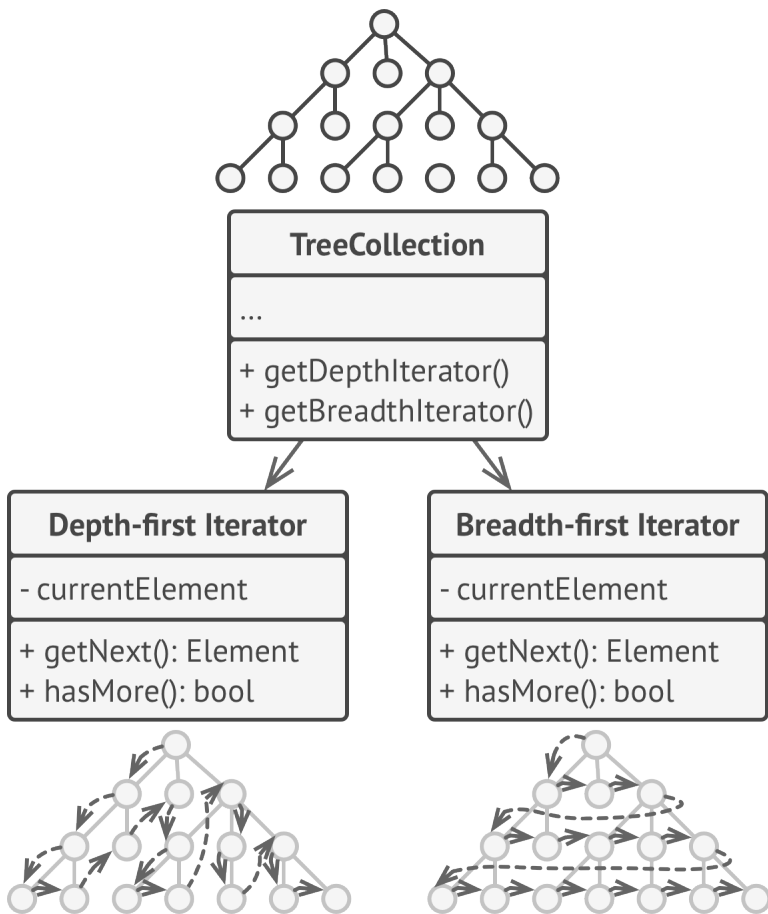 TreeCollection
...
+ getDepthIterator()
+ getBreadthIterator()
Depth-first Iterator
- currentElement
+ getNext(): Element
+ hasMore(): bool
Breadth-first Iterator
- currentElement
+ getNext(): Element
+ hasMore(): bool